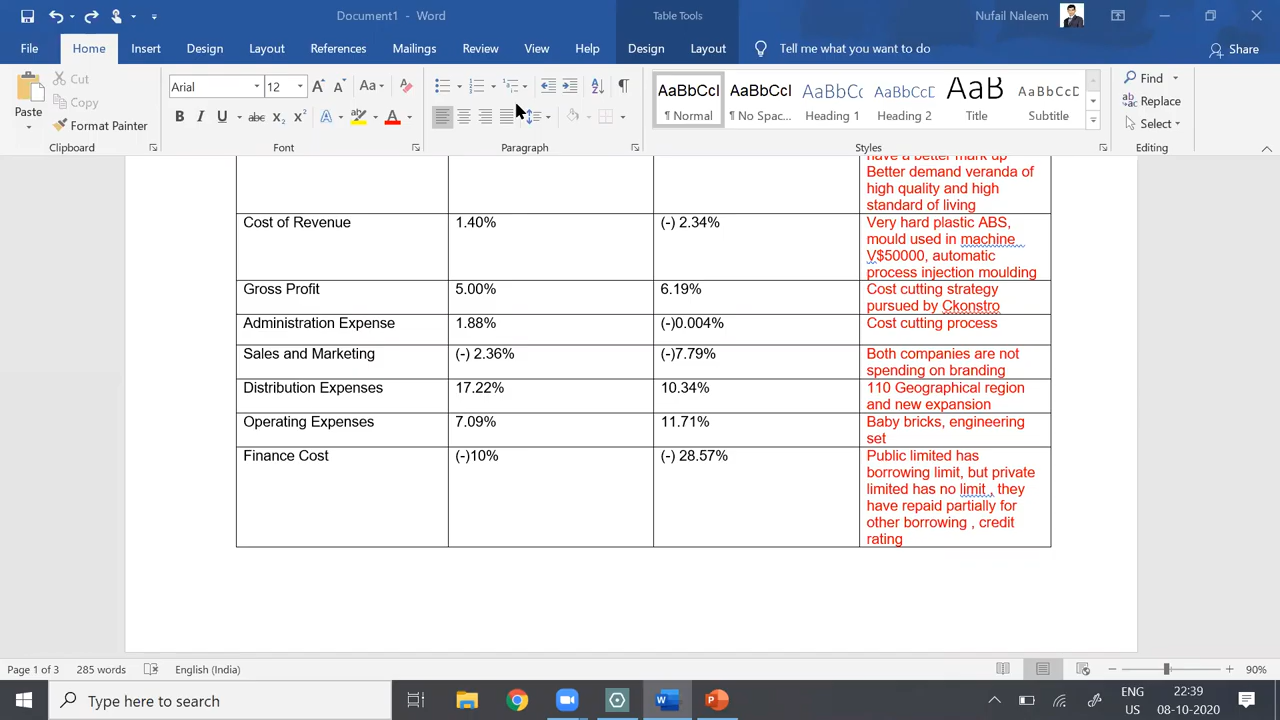 Document1 - Word
Table Tools
Nufail Naleem
File Home Insert Design Layout References Mailings Review View Help Design Layout Tell me what you want to do Share
Paste
Cut
Copy
Format Painter
Clipboard
Arial 12
Aa
B I U abc X2 X2 A A
Font
Paragraph
AaBbCcI AaBbCcI AaBbCc AaBbCcD AaB AaBbCcD
¶ Normal ¶ No Spac... Heading 1 Heading 2 Title Subtitle
Styles
Find
Replace
Select
Editing
have a better mark up
Better demand veranda of
high quality and high
standard of living
Cost of Revenue 1.40% (-) 2.34% Very hard plastic ABS,
mould used in machine
V$50000, automatic
process injection moulding
Gross Profit 5.00% 6.19% Cost cutting strategy
pursued by Ckonstro
Administration Expense 1.88% (-)0.004% Cost cutting process
Sales and Marketing (-) 2.36% (-)7.79% Both companies are not
spending on branding
Distribution Expenses 17.22% 10.34% 110 Geographical region
and new expansion
Operating Expenses 7.09% 11.71% Baby bricks, engineering
set
Finance Cost (-)10% (-) 28.57% Public limited has
borrowing limit, but private
limited has no limit , they
have repaid partially for
other borrowing , credit
rating
Page 1 of 3 285 words English (India) 90%
Type here to search
ENG
US
22:39
08-10-2020